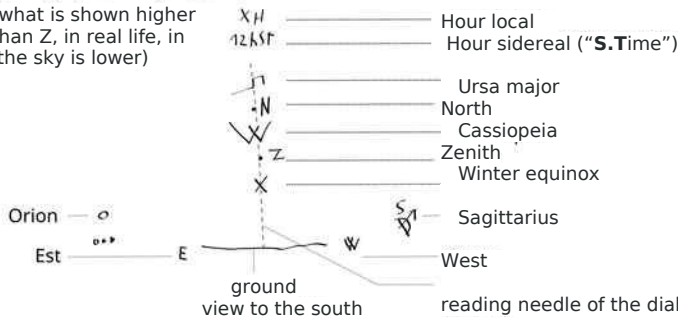 what is shown higher
than Z, in real life, in
the sky is lower)
XH
Hour local
12hST
Hour sidereal (“S.Time”)
Ursa major
N
North
Cassiopeia
Z
Zenith
Winter equinox
S
Orion
Sagittarius
Est
E
W
West
ground
view to the south
reading needle of the dial